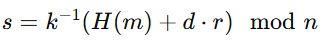 s = k⁻¹(H(m) + d · r) mod n